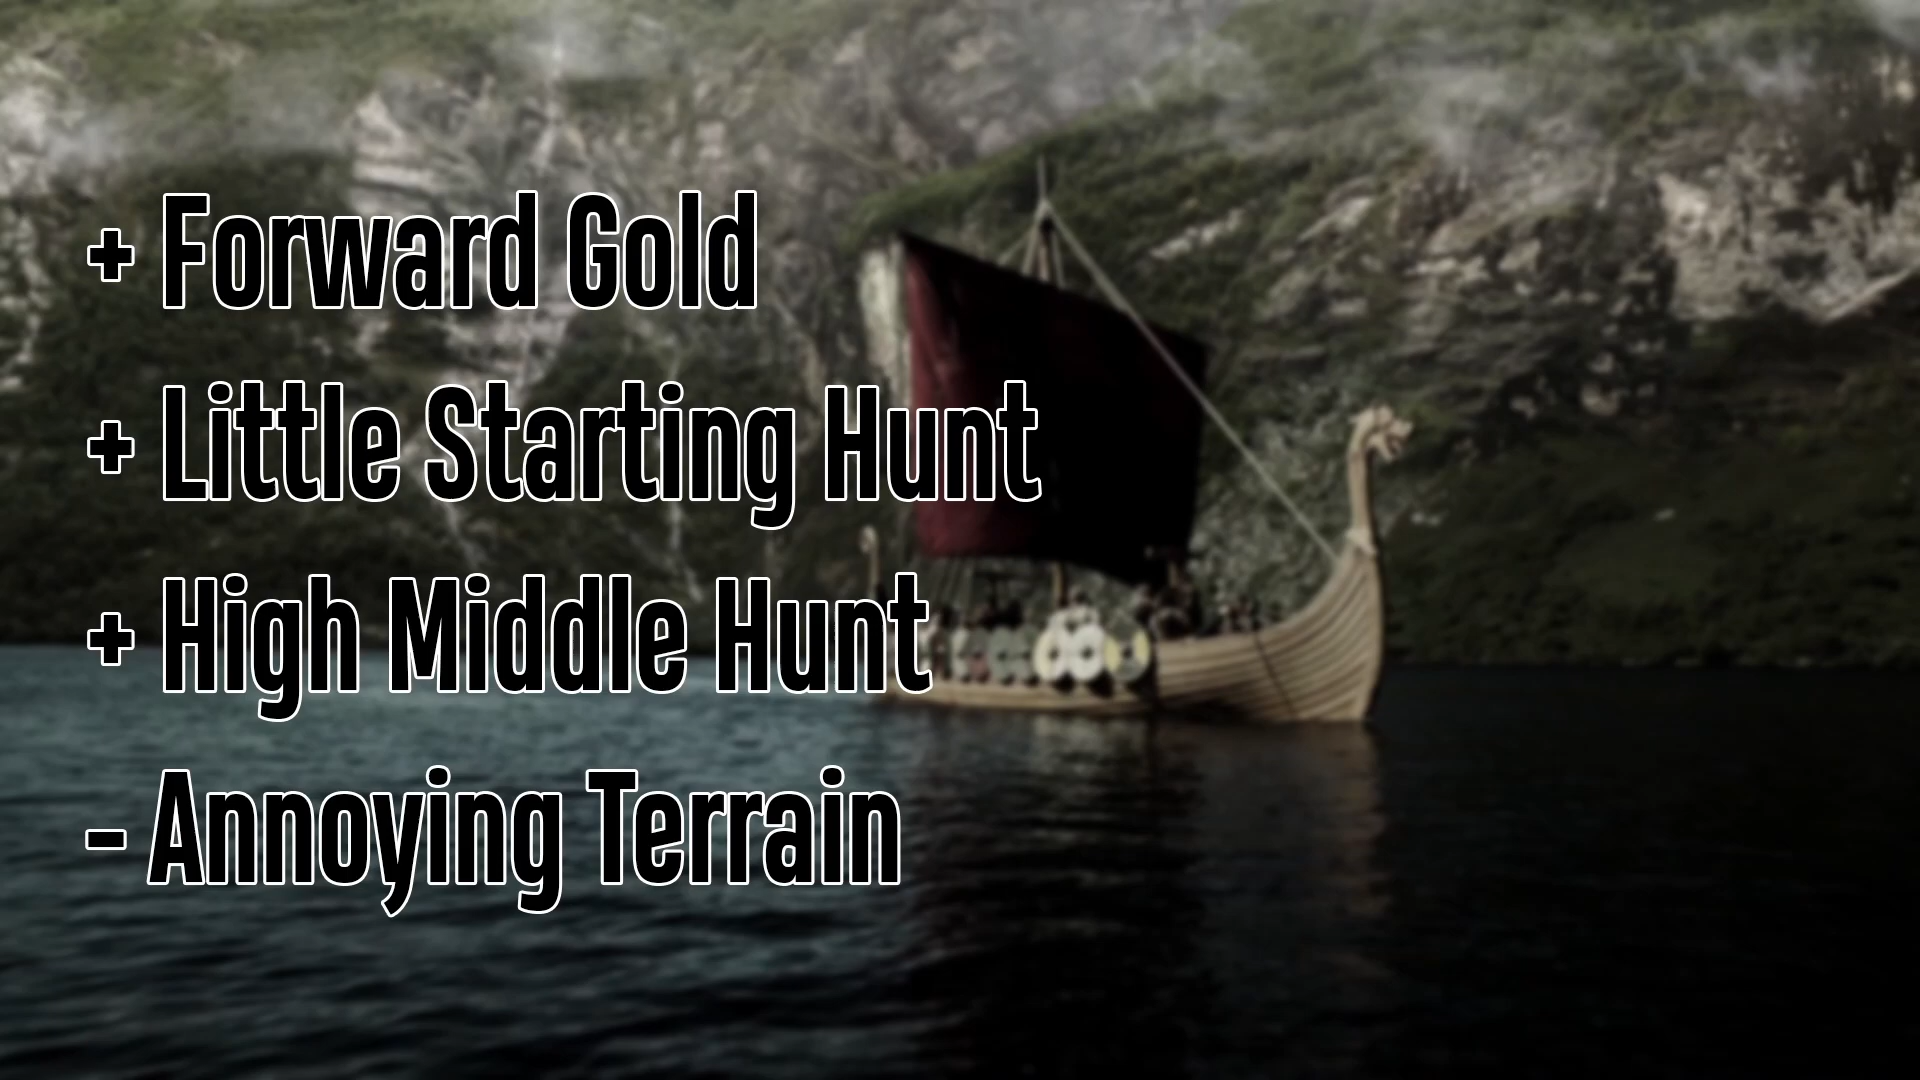 + Forward Gold
+ Little Starting Hunt
+ High Middle Hunt
- Annoying Terrain